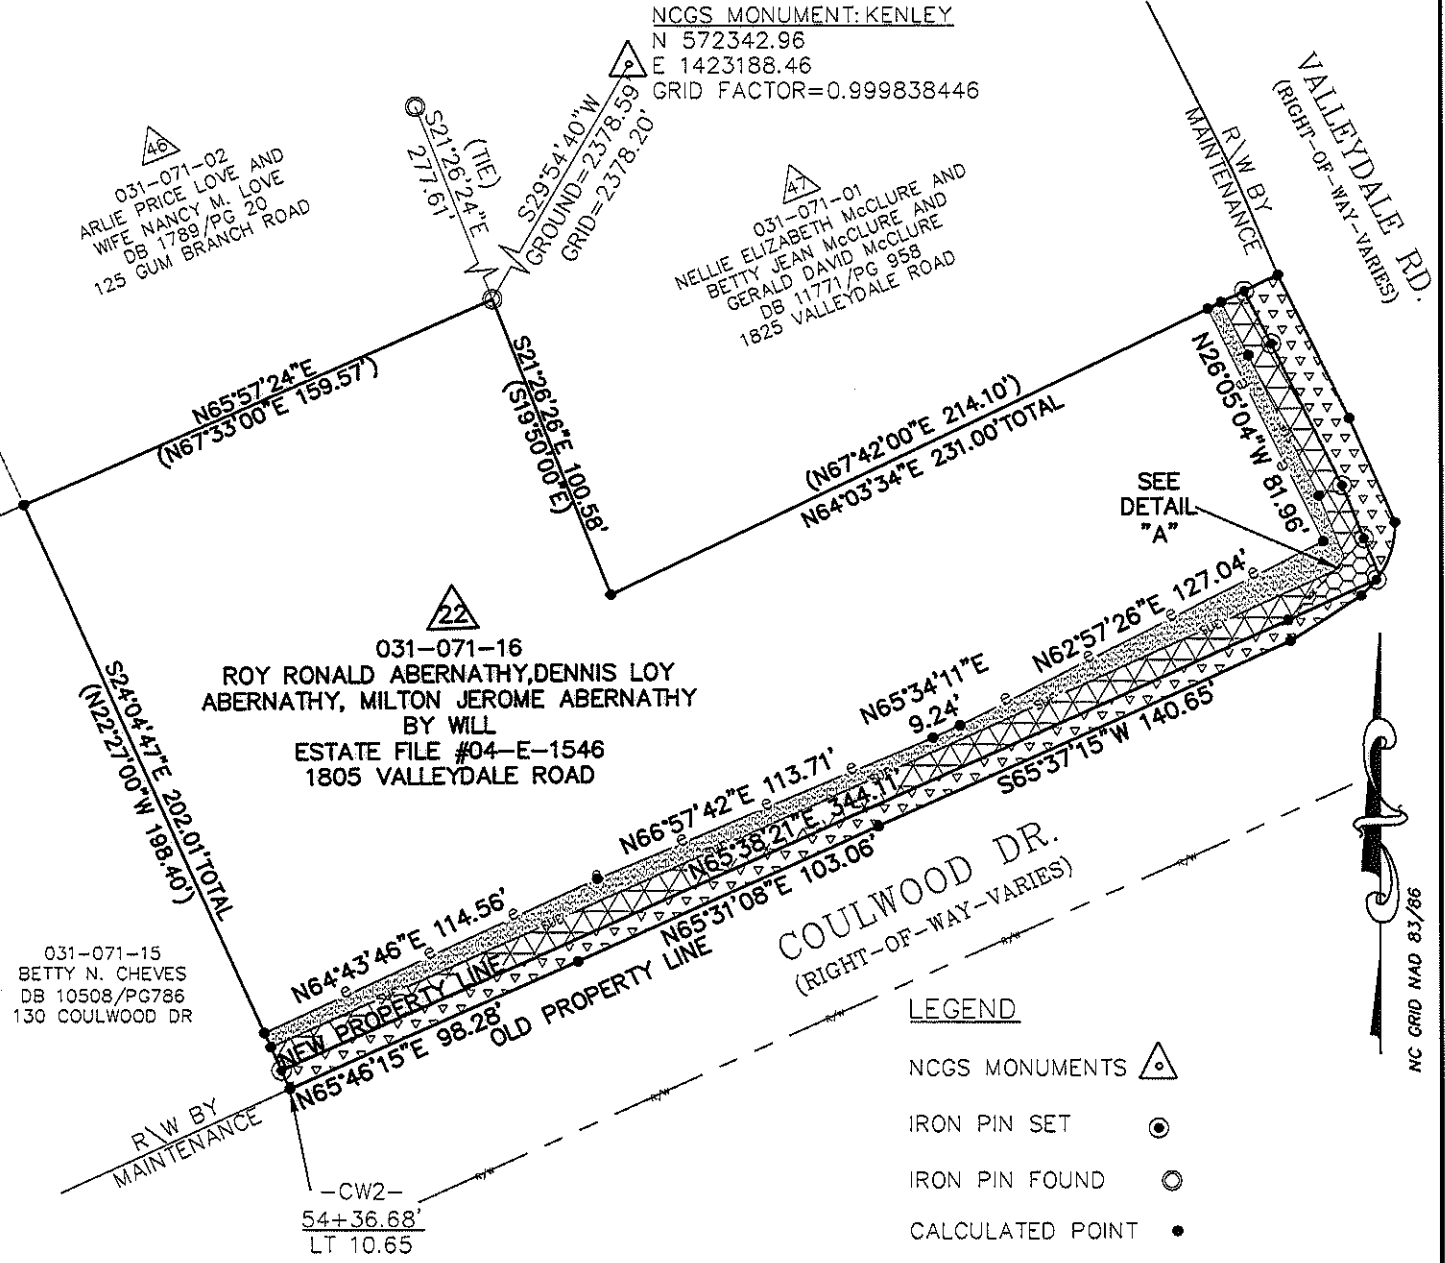 NCGS MONUMENT: KENLEY
N 572342.96
E 1423188.46
GRID FACTOR=0.999838446
VALLEYDALE RD.
(RIGHT-OF-WAY-VARIES)
R\W BY
MAINTENANCE
46
031-071-02
ARLIE PRICE LOVE AND
WIFE NANCY M. LOVE
DB 1789/PG 20
125 GUM BRANCH ROAD
(TIE)
S21°26'24"E
277.61'
S29°54'40"W
GROUND=2378.59'
GRID=2378.20'
47
031-071-01
NELLIE ELIZABETH McCLURE AND
BETTY JEAN McCLURE AND
GERALD DAVID McCLURE
DB 11771/PG 958
1825 VALLEYDALE ROAD
N65°57'24"E
(N67°33'00"E 159.57')
S21°26'26"E 100.58'
(S19°50'00"E)
(N67°42'00"E 214.10')
N64°03'34"E 231.00'TOTAL
N26°05'04"W 81.96'
SEE
DETAIL
"A"
22
031-071-16
ROY RONALD ABERNATHY,DENNIS LOY
ABERNATHY, MILTON JEROME ABERNATHY
BY WILL
ESTATE FILE #04-E-1546
1805 VALLEYDALE ROAD
S24°04'47"E 202.01'TOTAL
(N22°27'00"W 198.40')
N62°57'26"E 127.04'
N65°34'11"E
9.24'
N66°57'42"E 113.71'
N64°43'46"E 114.56'
N65°38'21"E 344.11'
S65°37'15"W 140.65'
N65°31'08"E 103.06'
N65°46'15"E 98.28'
NEW PROPERTY LINE
OLD PROPERTY LINE
COULWOOD DR.
(RIGHT-OF-WAY-VARIES)
031-071-15
BETTY N. CHEVES
DB 10508/PG786
130 COULWOOD DR
R\W BY
MAINTENANCE
-CW2-
54+36.68'
LT 10.65
LEGEND
NCGS MONUMENTS
IRON PIN SET
IRON PIN FOUND
CALCULATED POINT
NC GRID NAD 83/86